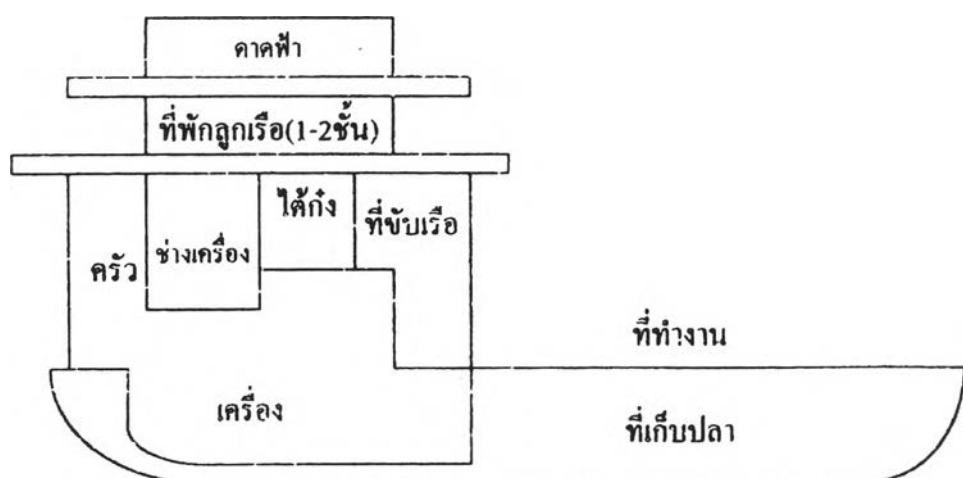 ดาดฟ้า
ที่พักลูกเรือ(1-2ชั้น)
ไต้ก๋ง
ที่ขับเรือ
ช่างเครื่อง
ครัว
ที่ทำงาน
เครื่อง
ที่เก็บปลา